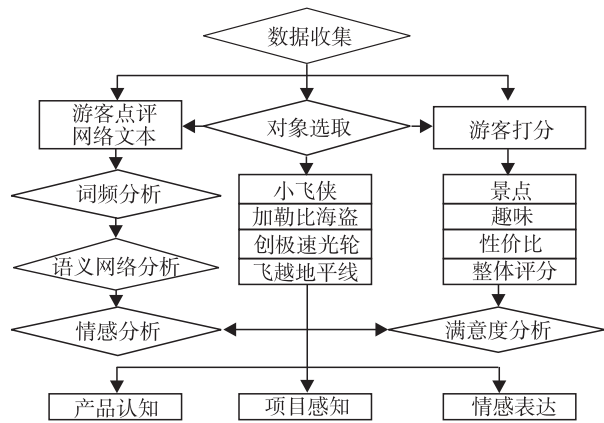 数据收集
游客点评
网络文本
对象选取
游客打分
词频分析
小飞侠
景点
加勒比海盗
趣味
语义网络分析
创极速光轮
性价比
飞越地平线
整体评分
情感分析
满意度分析
产品认知
项目感知
情感表达